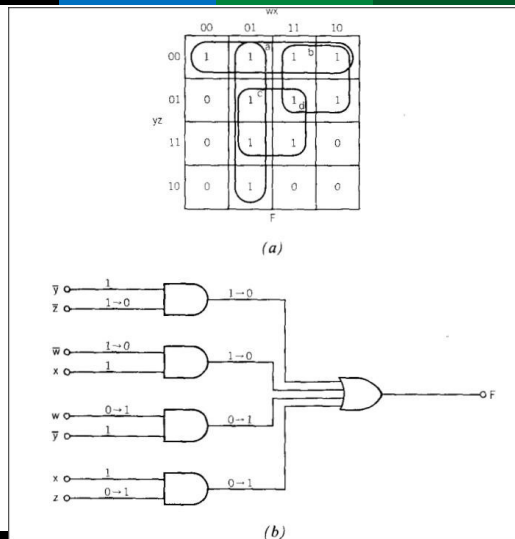 wx
00 01 11 10
a
b
00 1 1 1 1
c
d
01 0 1 1 1
yz
11 0 1 1 0
10 0 1 0 0
F
(a)
y̅ 1
1→0
z̅ 1→0
w̅ 1→0
1→0
x 1
F
w 0→1
0→1
y̅ 1
x 1
0→1
z 0→1
(b)